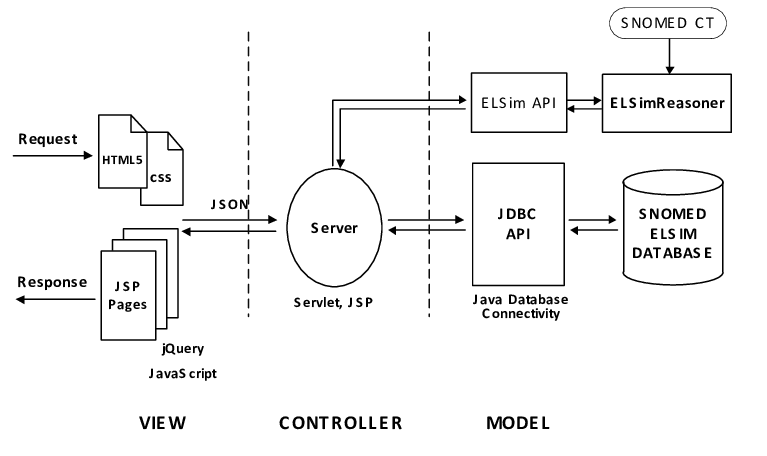 SNOMED CT
ELSim API
ELSimReasoner
Request
HTML5
css
JSON
Server
Servlet, JSP
JDBC
API
Java Database
Connectivity
SNOMED
ELSIM
DATABASE
Response
JSP
Pages
jQuery
JavaScript
VIEW
CONTROLLER
MODEL